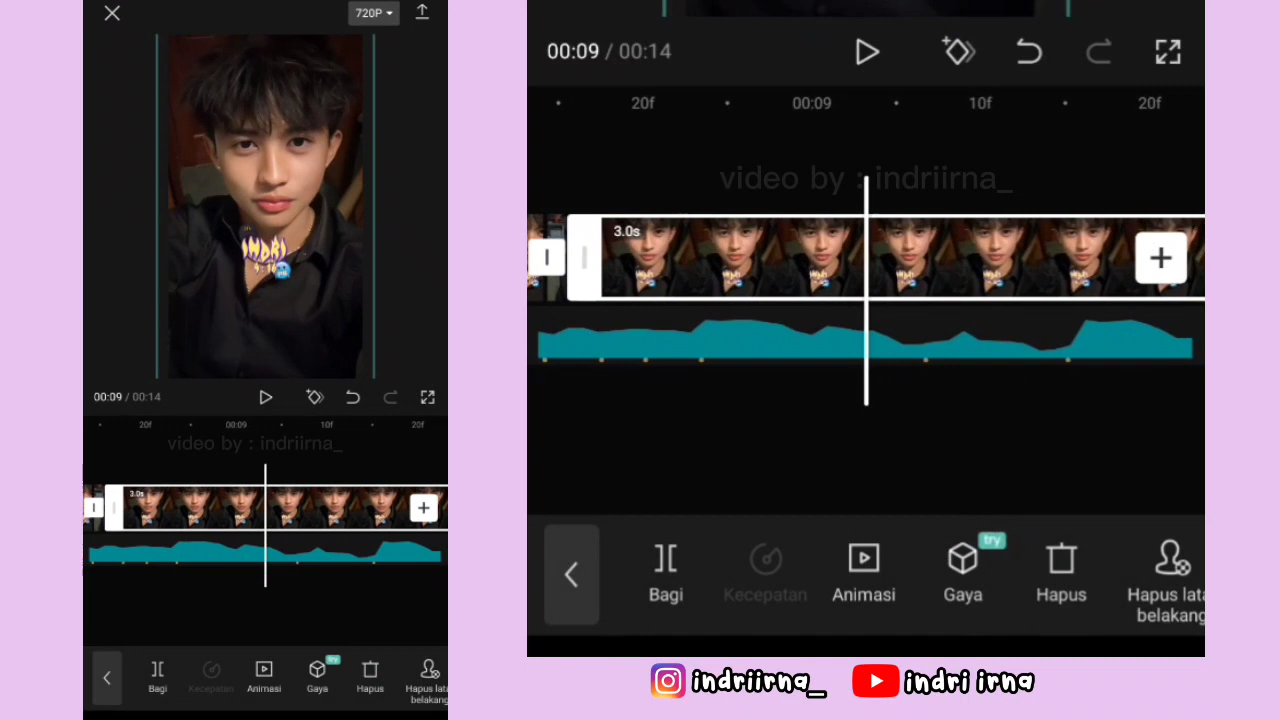 720P
INDRI
9:16
00:09 / 00:14
20f 00:09 10f 20f
video by : indriirna_
3.0s
Bagi Kecepatan Animasi Gaya try Hapus Hapus lata
belakang
00:09 / 00:14
20f 00:09 10f 20f
video by : indriirna_
3.0s
Bagi Kecepatan Animasi Gaya try Hapus Hapus lata
belakang
indriirna_ indri irna